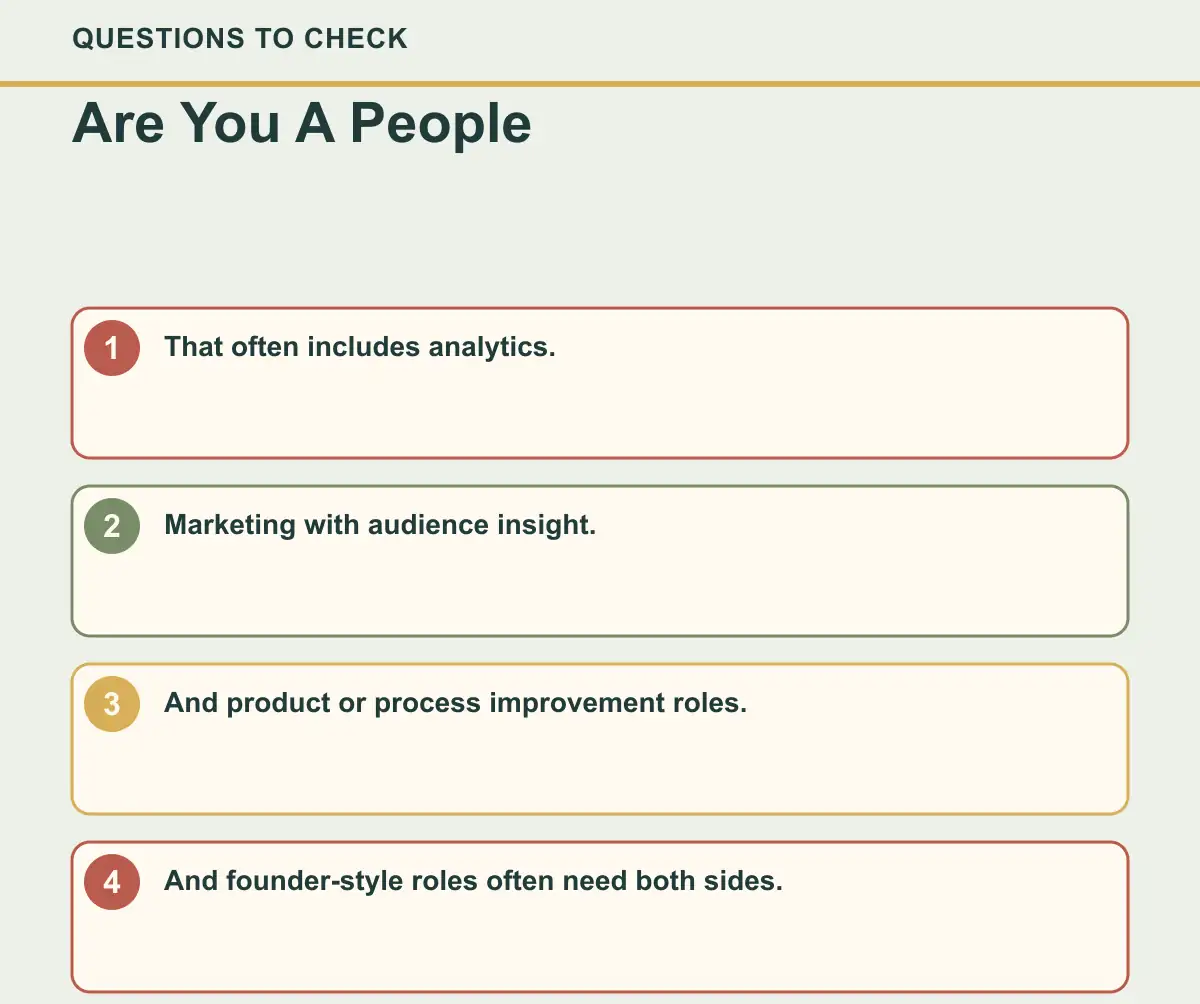 QUESTIONS TO CHECK
Are You A People
1 That often includes analytics.
2 Marketing with audience insight.
3 And product or process improvement roles.
4 And founder-style roles often need both sides.